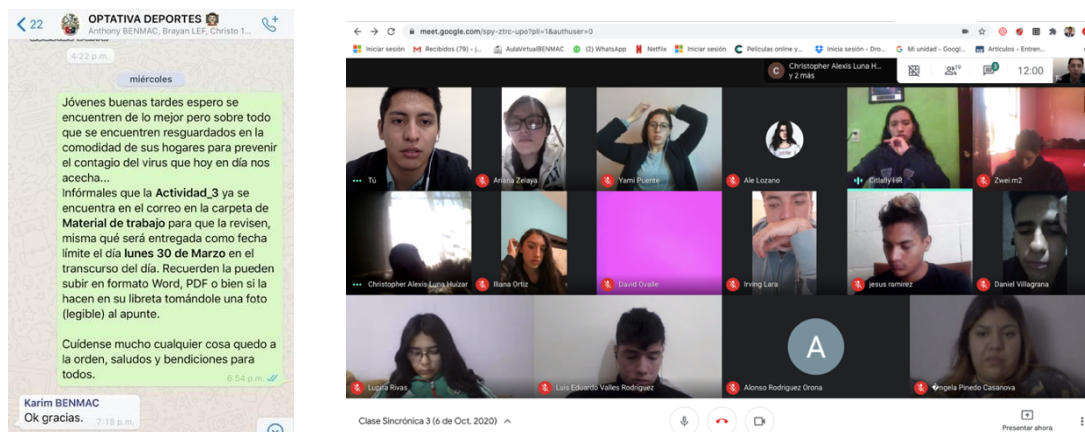 22
OPTATIVA DEPORTES
Anthony BENMAC, Brayan LEF, Christo 1...
4:22 p.m.
miércoles
Jóvenes buenas tardes espero se
encuentren de lo mejor pero sobre todo
que se encuentren resguardados en la
comodidad de sus hogares para prevenir
el contagio del virus que hoy en día nos
acecha...
Infórmales que la Actividad_3 ya se
encuentra en el correo en la carpeta de
Material de trabajo para que la revisen,
misma qué será entregada como fecha
límite el día lunes 30 de Marzo en el
transcurso del día. Recuerden la pueden
subir en formato Word, PDF o bien si la
hacen en su libreta tomándole una foto
(legible) al apunte.
Cuídense mucho cualquier cosa quedo a
la orden, saludos y bendiciones para
todos.
6:54 p.m.
Karim BENMAC
Ok gracias.
7:18 p.m.
meet.google.com/spy-ztrc-upo?pli=1&authuser=0
Iniciar sesión Recibidos (79) - j... AulaVirtualBENMAC (2) WhatsApp Netflix Iniciar sesión Películas online y... Inicia sesión - Dro... Mi unidad - Googl... Artículos - Entren...
C Christopher Alexis Luna H...
y 2 más
19
3
12:00
Tú
Ariana Zelaya
Yami Puente
Ale Lozano
Citlally HR
Zwei m2
Christopher Alexis Luna Huízar
Iliana Ortiz
David Ovalle
Irving Lara
jesus ramirez
Daniel Villagrana
A
Lupita Rivas
Luis Eduardo Valles Rodriguez
Alonso Rodriguez Orona
�ngela Pinedo Casanova
Clase Sincrónica 3 (6 de Oct. 2020)
Presentar ahora